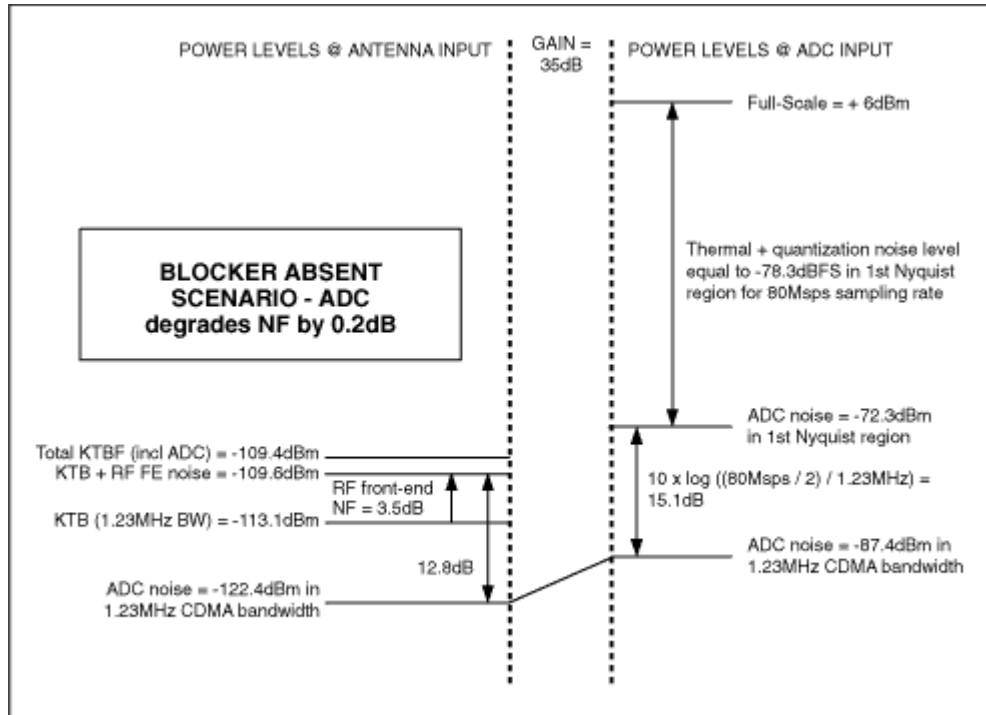 POWER LEVELS @ ANTENNA INPUT
GAIN =
35dB
POWER LEVELS @ ADC INPUT
Full-Scale = + 6dBm
Thermal + quantization noise level
equal to -78.3dBFS in 1st Nyquist
region for 80Msps sampling rate
BLOCKER ABSENT
SCENARIO - ADC
degrades NF by 0.2dB
ADC noise = -72.3dBm
in 1st Nyquist region
Total KTBF (incl ADC) = -109.4dBm
KTB + RF FE noise = -109.6dBm
RF front-end
NF = 3.5dB
KTB (1.23MHz BW) = -113.1dBm
10 x log ((80Msps / 2) / 1.23MHz) =
15.1dB
12.8dB
ADC noise = -87.4dBm in
1.23MHz CDMA bandwidth
ADC noise = -122.4dBm in
1.23MHz CDMA bandwidth